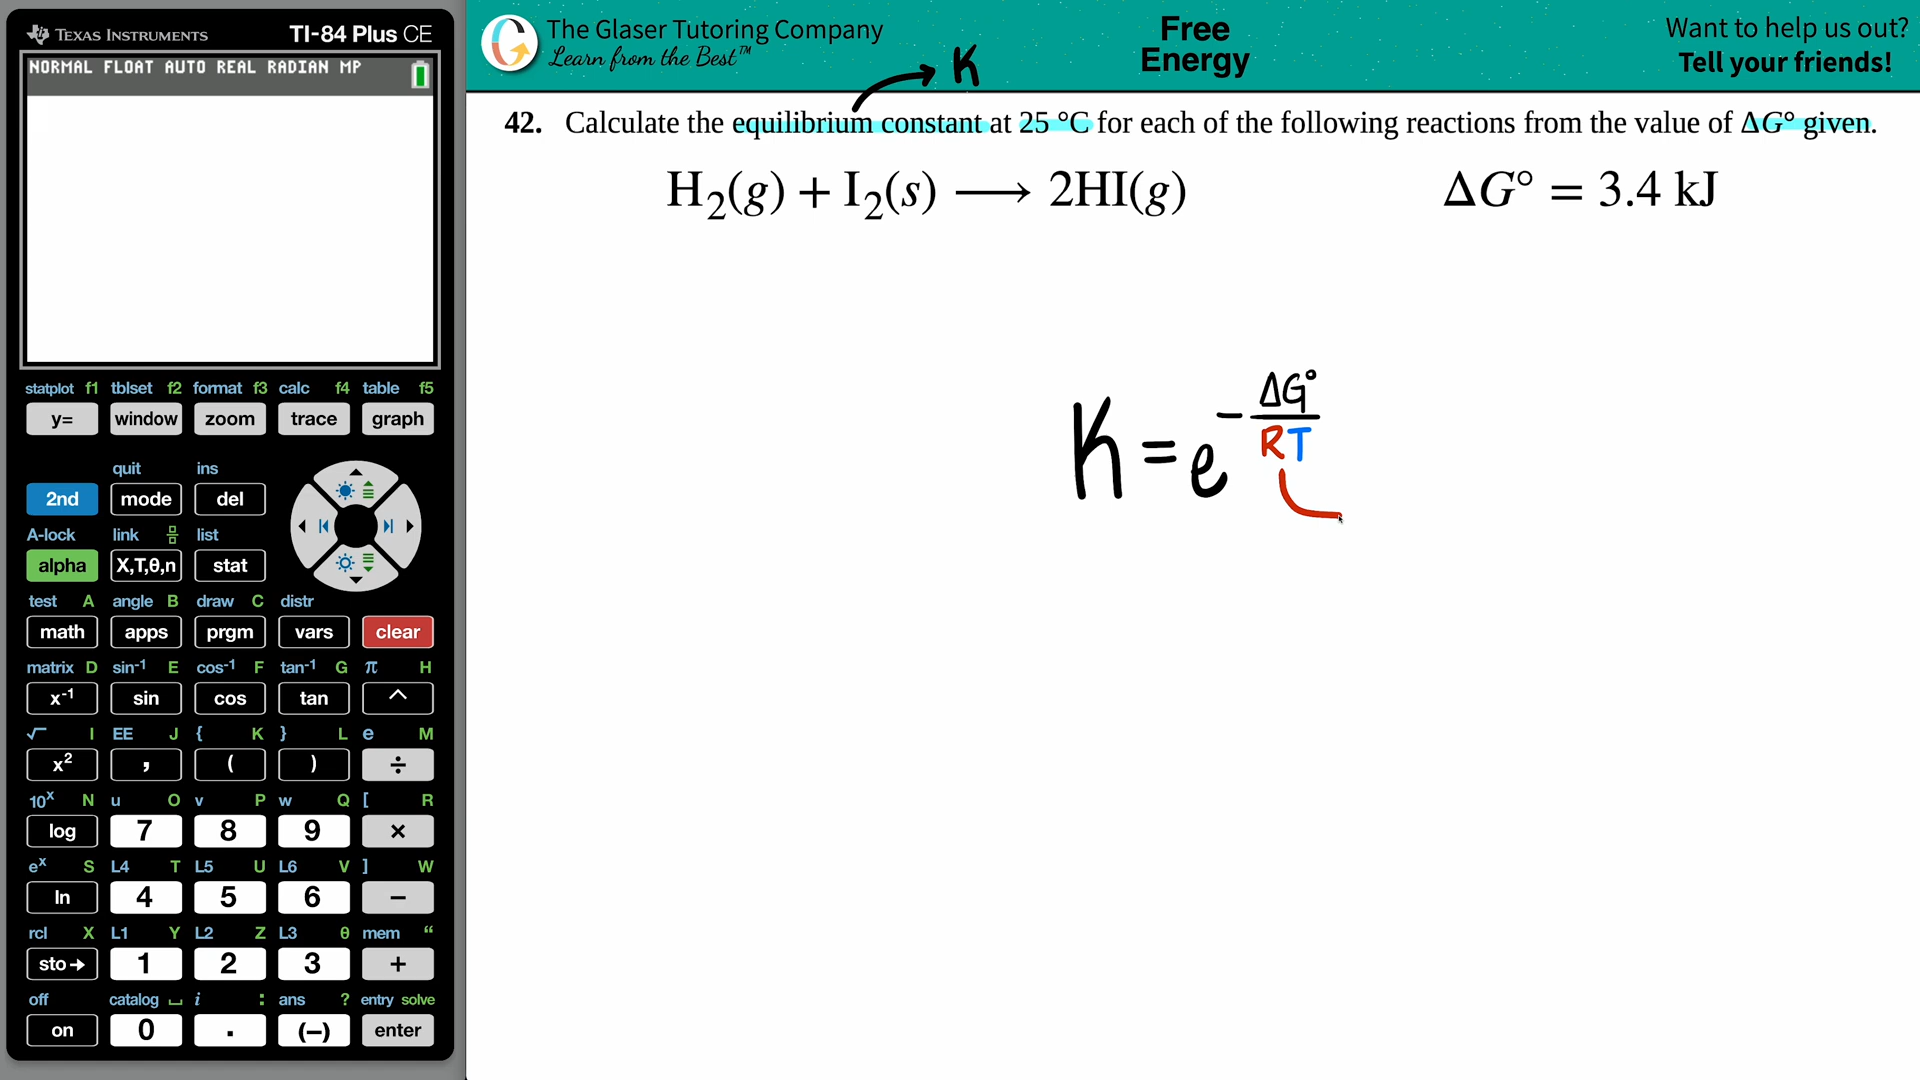 TEXAS INSTRUMENTS TI-84 Plus CE
NORMAL FLOAT AUTO REAL RADIAN MP
statplot f1 tblset f2 format f3 calc f4 table f5
y= window zoom trace graph
quit ins
2nd mode del
A-lock link list
alpha X,T,θ,n stat
test A angle B draw C distr
math apps prgm vars clear
matrix D sin⁻¹ E cos⁻¹ F tan⁻¹ G π H
x⁻¹ sin cos tan ^
√ I EE J { K } L e M
x² , ( ) ÷
10ˣ N u O v P w Q [ R
log 7 8 9 ×
eˣ S L4 T L5 U L6 V ] W
ln 4 5 6 −
rcl X L1 Y L2 Z L3 θ mem “
sto→ 1 2 3 +
off catalog ⎵ i : ans ? entry solve
on 0 . (−) enter
The Glaser Tutoring Company
Learn from the Best™
Free
Energy
Want to help us out?
Tell your friends!
K
42. Calculate the equilibrium constant at 25 °C for each of the following reactions from the value of ΔG° given.
H₂(g) + I₂(s) ⟶ 2HI(g) ΔG° = 3.4 kJ
K = e^(−ΔG°/RT)